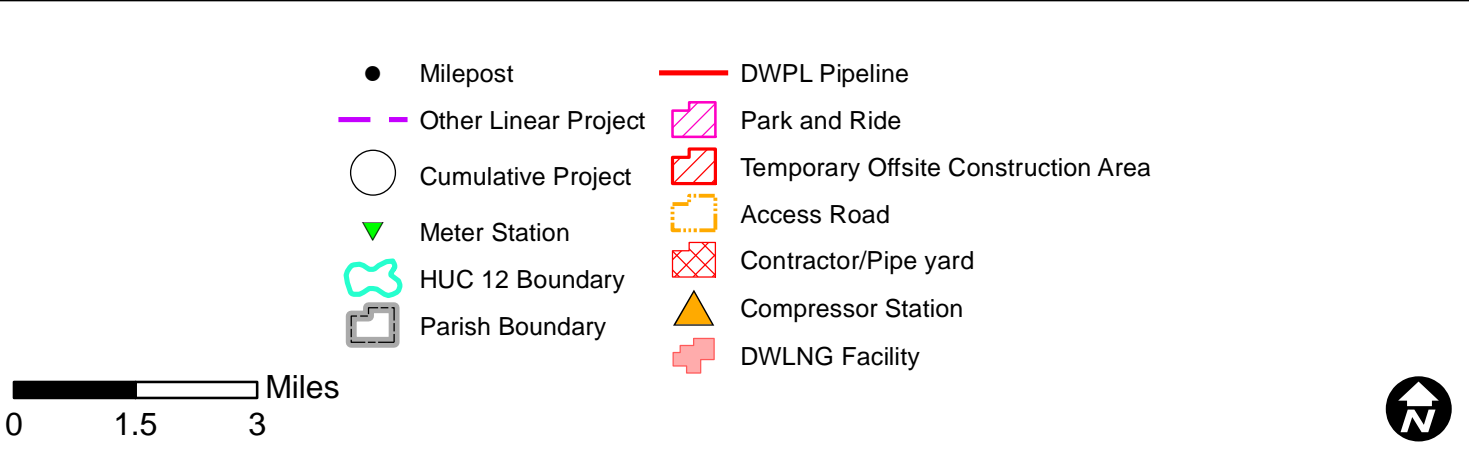 Milepost
Other Linear Project
Cumulative Project
Meter Station
HUC 12 Boundary
Parish Boundary
DWPL Pipeline
Park and Ride
Temporary Offsite Construction Area
Access Road
Contractor/Pipe yard
Compressor Station
DWLNG Facility
Miles
0 1.5 3
N